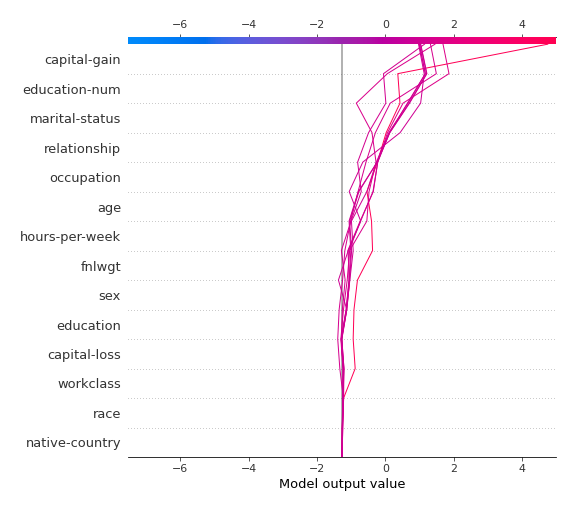 −6 −4 −2 0 2 4
capital-gain
education-num
marital-status
relationship
occupation
age
hours-per-week
fnlwgt
sex
education
capital-loss
workclass
race
native-country
−6 −4 −2 0 2 4
Model output value